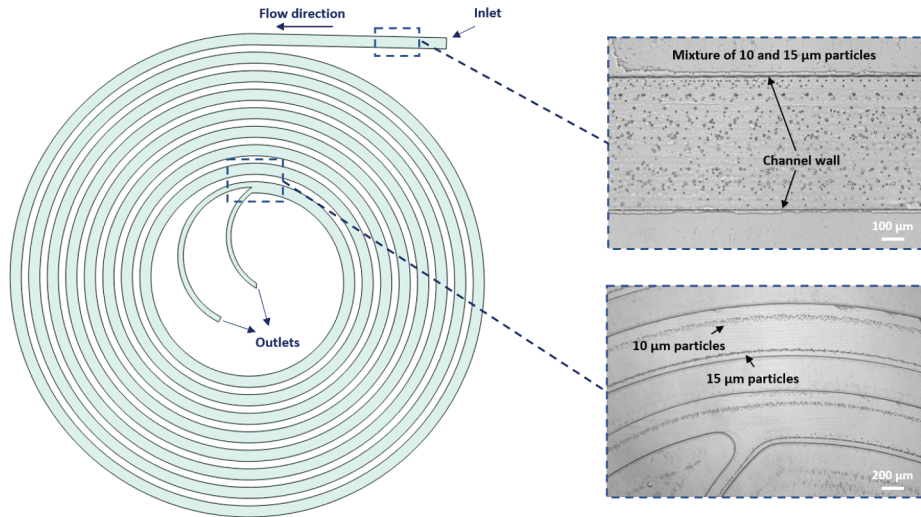 Flow direction
Inlet
Outlets
Mixture of 10 and 15 μm particles
Channel wall
100 μm
10 μm particles
15 μm particles
200 μm